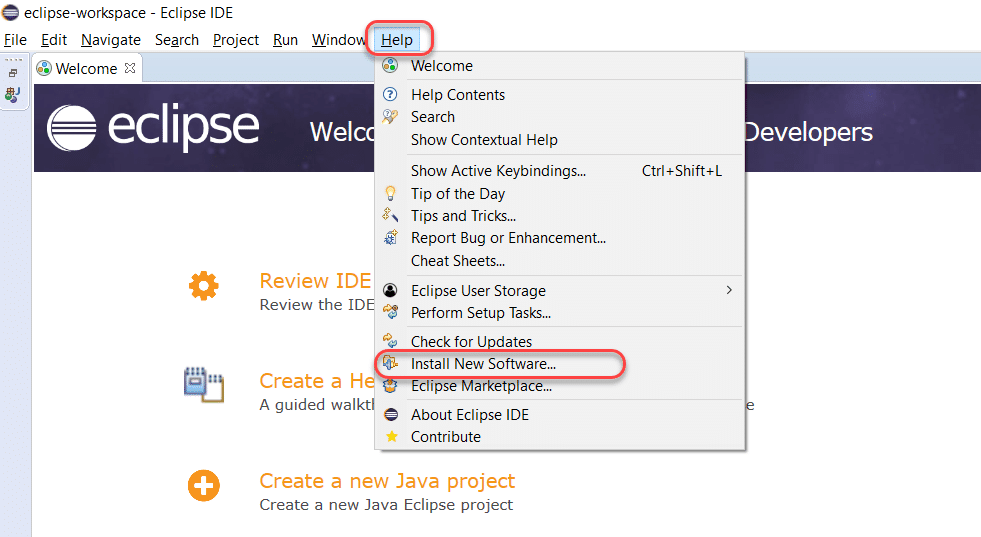 eclipse-workspace - Eclipse IDE
File Edit Navigate Search Project Run Window Help
Welcome
eclipse Developers
Welcome
Help Contents
Search
Show Contextual Help
Show Active Keybindings... Ctrl+Shift+L
Tip of the Day
Tips and Tricks...
Report Bug or Enhancement...
Cheat Sheets...
Eclipse User Storage
Perform Setup Tasks...
Check for Updates
Install New Software...
Eclipse Marketplace...
About Eclipse IDE
Contribute
Review IDE
Review the IDE
Create a He
A guided walkth e
Create a new Java project
Create a new Java Eclipse project